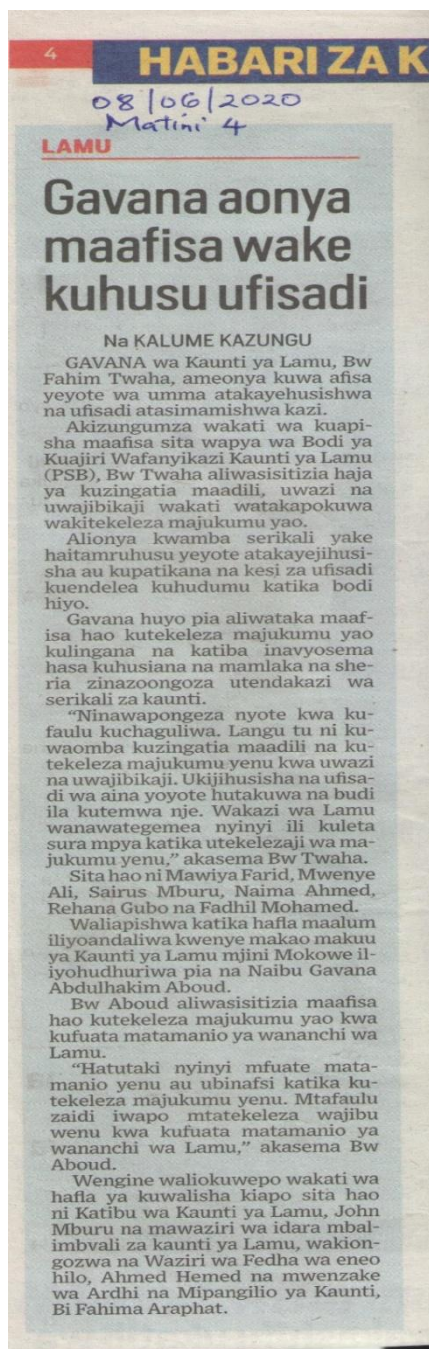 4
HABARI ZA K
08/06/2020
Matini 4
LAMU
Gavana aonya
maafisa wake
kuhusu ufisadi
Na KALUME KAZUNGU
GAVANA wa Kaunti ya Lamu, Bw
Fahim Twaha, ameonya kuwa afisa
yeyote wa umma atakayehusishwa
na ufisadi atasimamishwa kazi.
Akizungumza wakati wa kuapi-
sha maafisa sita wapya wa Bodi ya
Kuajiri Wafanyikazi Kaunti ya Lamu
(PSB), Bw Twaha aliwasisitizia haja
ya kuzingatia maadili, uwazi na
uwajibikaji wakati watakapokuwa
wakitekeleza majukumu yao.
Alionya kwamba serikali yake
haitamruhusu yeyote atakayejihusi-
sha au kupatikana na kesi za ufisadi
kuendelea kuhudumu katika bodi
hiyo.
Gavana huyo pia aliwataka maaf-
isa hao kutekeleza majukumu yao
kulingana na katiba inavyosema
hasa kuhusiana na mamlaka na she-
ria zinazoongoza utendakazi wa
serikali za kaunti.
“Ninawapongeza nyote kwa ku-
faulu kuchaguliwa. Langu tu ni ku-
waomba kuzingatia maadili na ku-
tekeleza majukumu yenu kwa uwazi
na uwajibikaji. Ukijihusisha na ufisa-
di wa aina yoyote hutakuwa na budi
ila kutemwa nje. Wakazi wa Lamu
wanawategemea nyinyi ili kuleta
sura mpya katika utekelezaji wa ma-
jukumu yenu,” akasema Bw Twaha.
Sita hao ni Mawiya Farid, Mwenye
Ali, Sairus Mburu, Naima Ahmed,
Rehana Gubo na Fadhil Mohamed.
Waliapishwa katika hafla maalum
iliyoandaliwa kwenye makao makuu
ya Kaunti ya Lamu mjini Mokowe il-
iyohudhuriwa pia na Naibu Gavana
Abdulhakim Aboud.
Bw Aboud aliwasisitizia maafisa
hao kutekeleza majukumu yao kwa
kufuata matamanio ya wananchi wa
Lamu.
“Hatutaki nyinyi mfuate mata-
manio yenu au ubinafsi katika ku-
tekeleza majukumu yenu. Mtafaulu
zaidi iwapo mtatekeleza wajibu
wenu kwa kufuata matamanio ya
wananchi wa Lamu,” akasema Bw
Aboud.
Wengine waliokuwepo wakati wa
hafla ya kuwalisha kiapo sita hao
ni Katibu wa Kaunti ya Lamu, John
Mburu na mawaziri wa idara mbal-
imbvali za kaunti ya Lamu, wakion-
gozwa na Waziri wa Fedha wa eneo
hilo, Ahmed Hemed na mwenzake
wa Ardhi na Mipangilio ya Kaunti,
Bi Fahima Araphat.